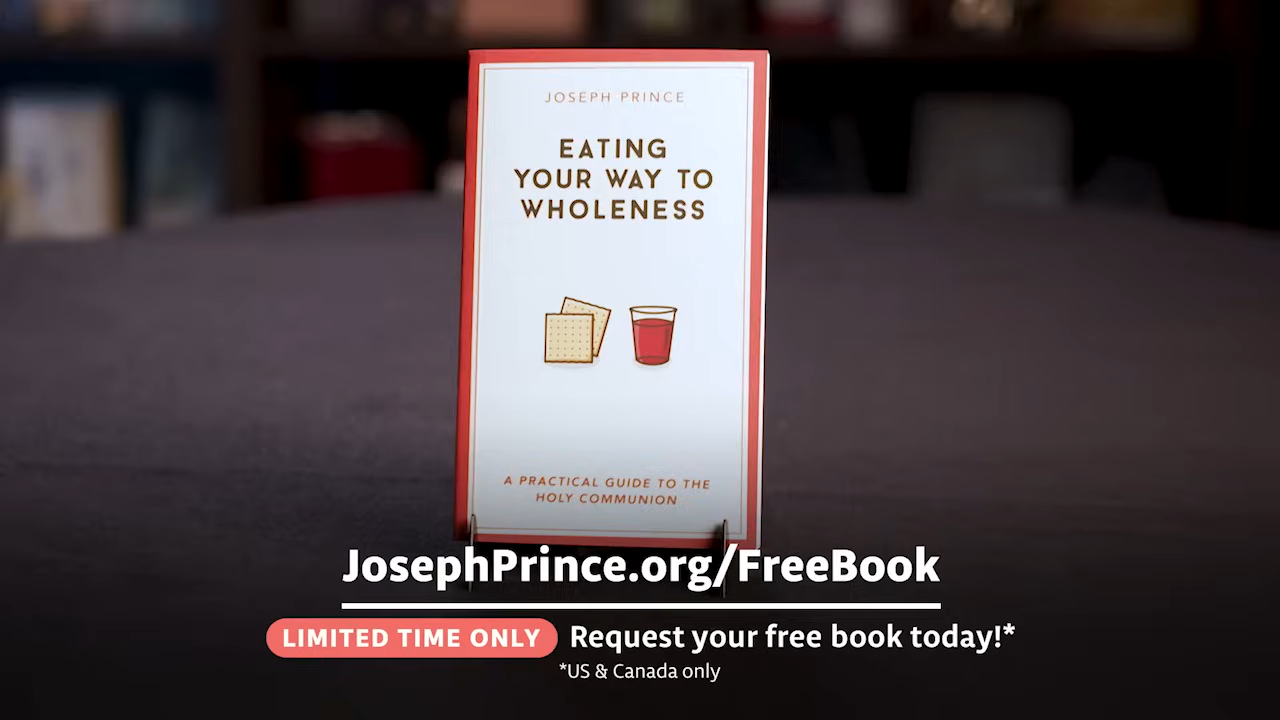 JOSEPH PRINCE
EATING
YOUR WAY TO
WHOLENESS
A PRACTICAL GUIDE TO THE
HOLY COMMUNION
JosephPrince.org/FreeBook
LIMITED TIME ONLY Request your free book today!*
*US & Canada only